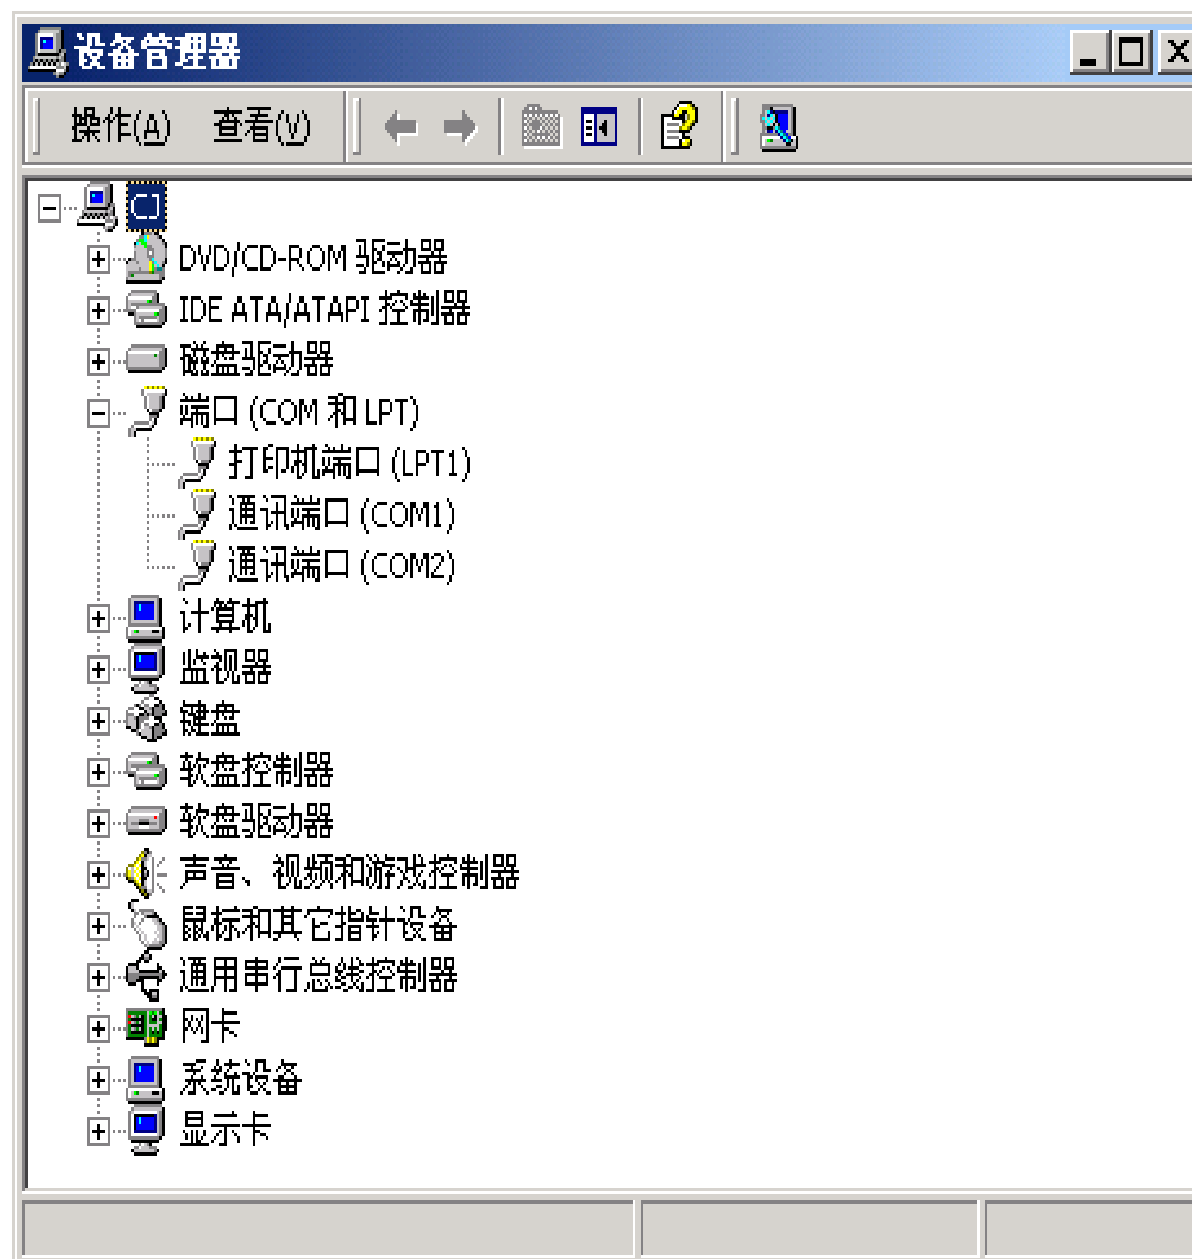 设备管理器
操作(A) 查看(V)
CJ
DVD/CD-ROM 驱动器
IDE ATA/ATAPI 控制器
磁盘驱动器
端口 (COM 和 LPT)
打印机端口 (LPT1)
通讯端口 (COM1)
通讯端口 (COM2)
计算机
监视器
键盘
软盘控制器
软盘驱动器
声音、视频和游戏控制器
鼠标和其它指针设备
通用串行总线控制器
网卡
系统设备
显示卡